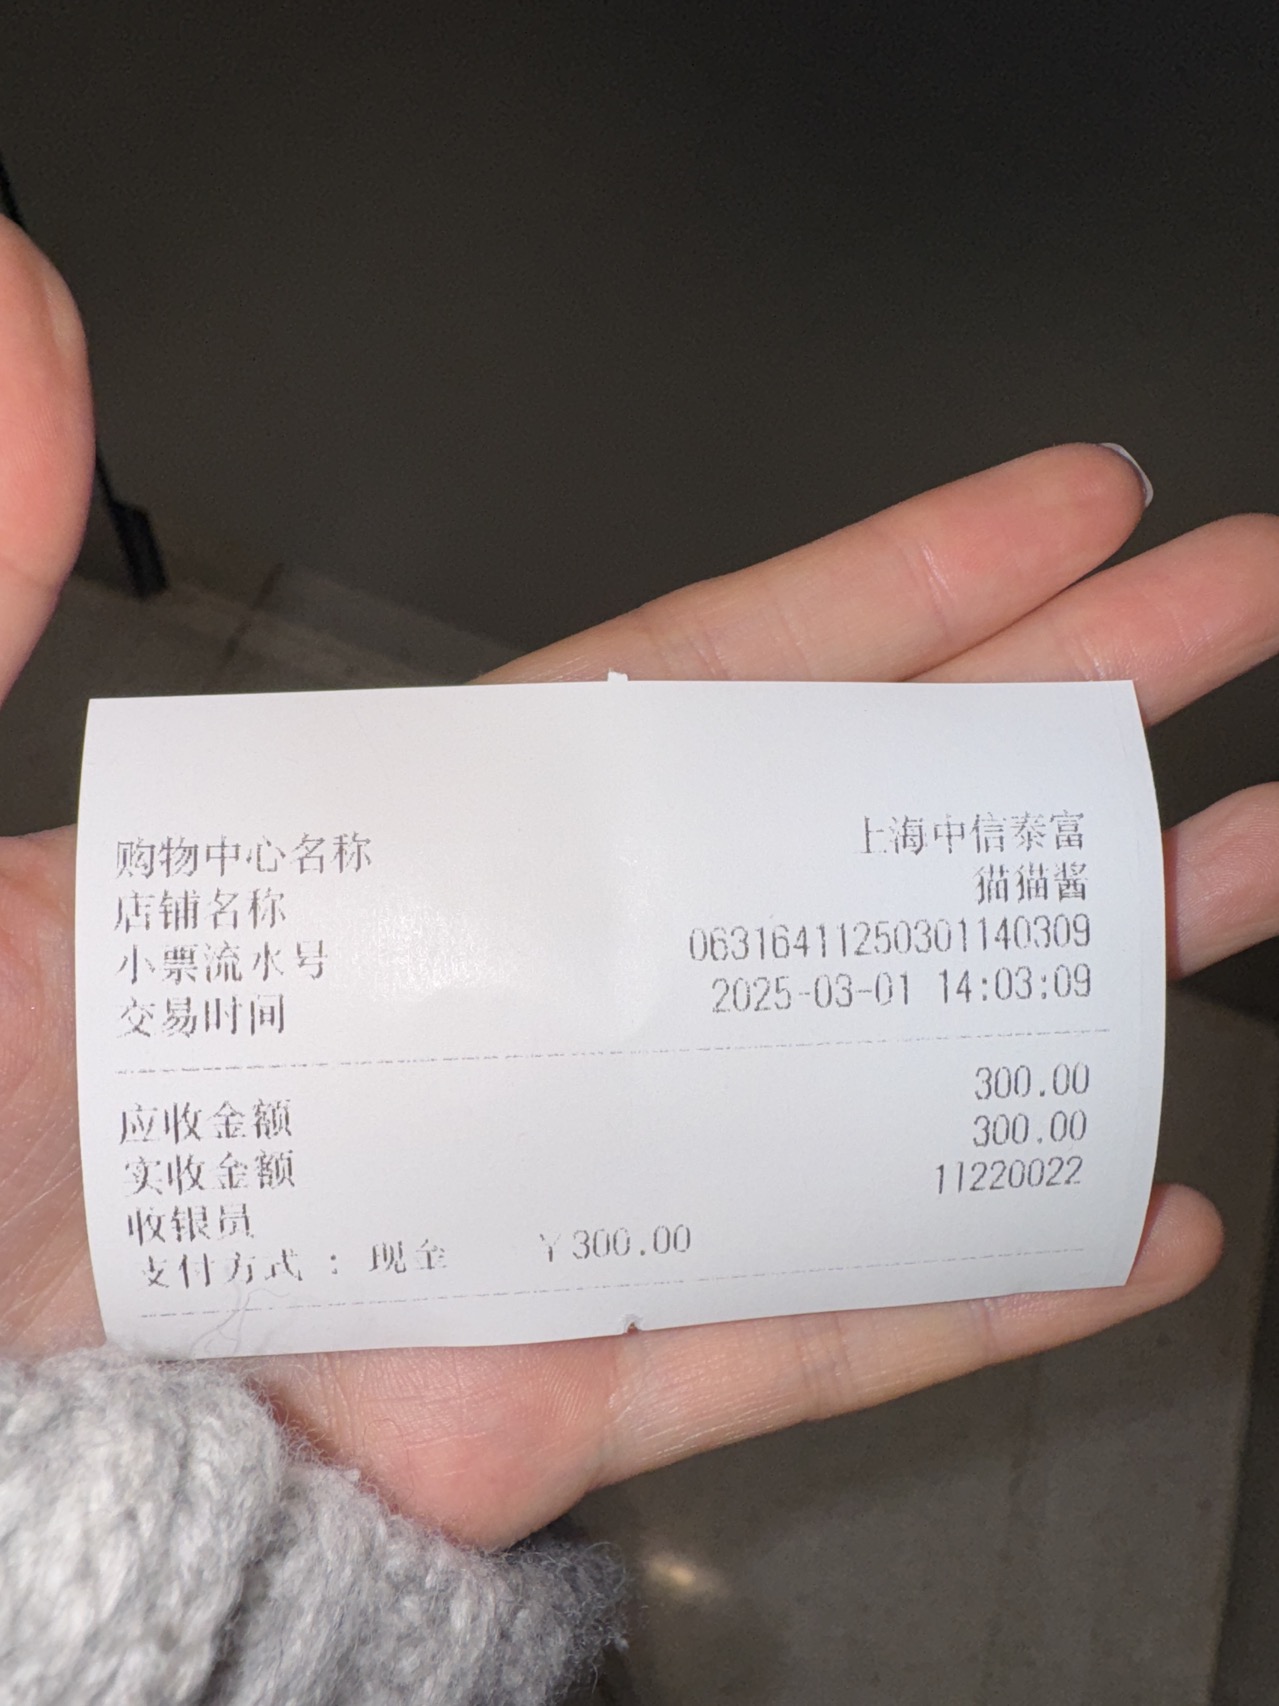 购物中心名称 上海中信泰富
店铺名称 猫猫酱
小票流水号 06316411250301140309
交易时间 2025-03-01 14:03:09
应收金额 300.00
实收金额 300.00
收银员 11220022
支付方式 : 现金 ¥300.00